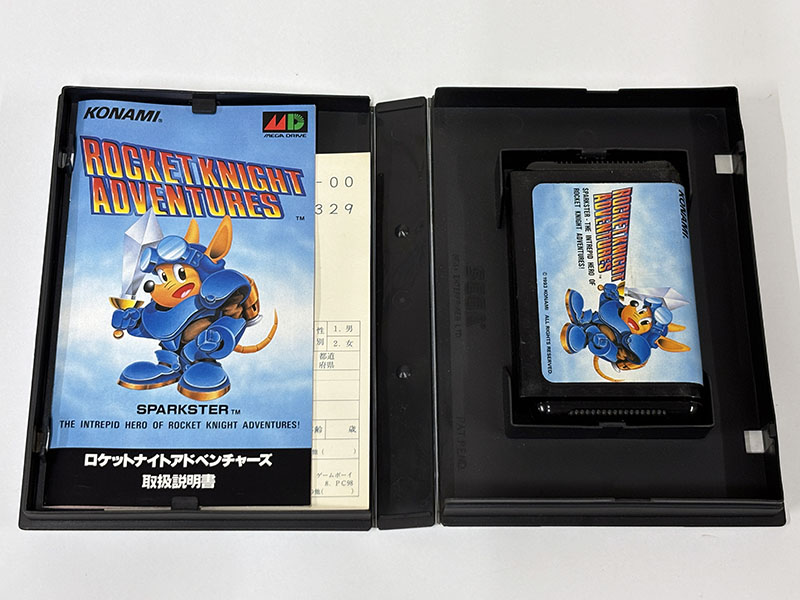 KONAMI®
MD
MEGA DRIVE
ROCKET KNIGHT
ADVENTURES
TM
SPARKSTER TM
THE INTREPID HERO OF ROCKET KNIGHT ADVENTURES!
ロケットナイトアドベンチャーズ
取扱説明書
-00
329
性 1. 男
別 2. 女
都道
府県
齢 歳
ゲームボーイ
8. PC98
SEGA
KONAMI®
ROCKET KNIGHT
ADVENTURES
TM
SPARKSTER - THE INTREPID HERO OF
ROCKET KNIGHT ADVENTURES!
© 1993 KONAMI ALL RIGHTS RESERVED.